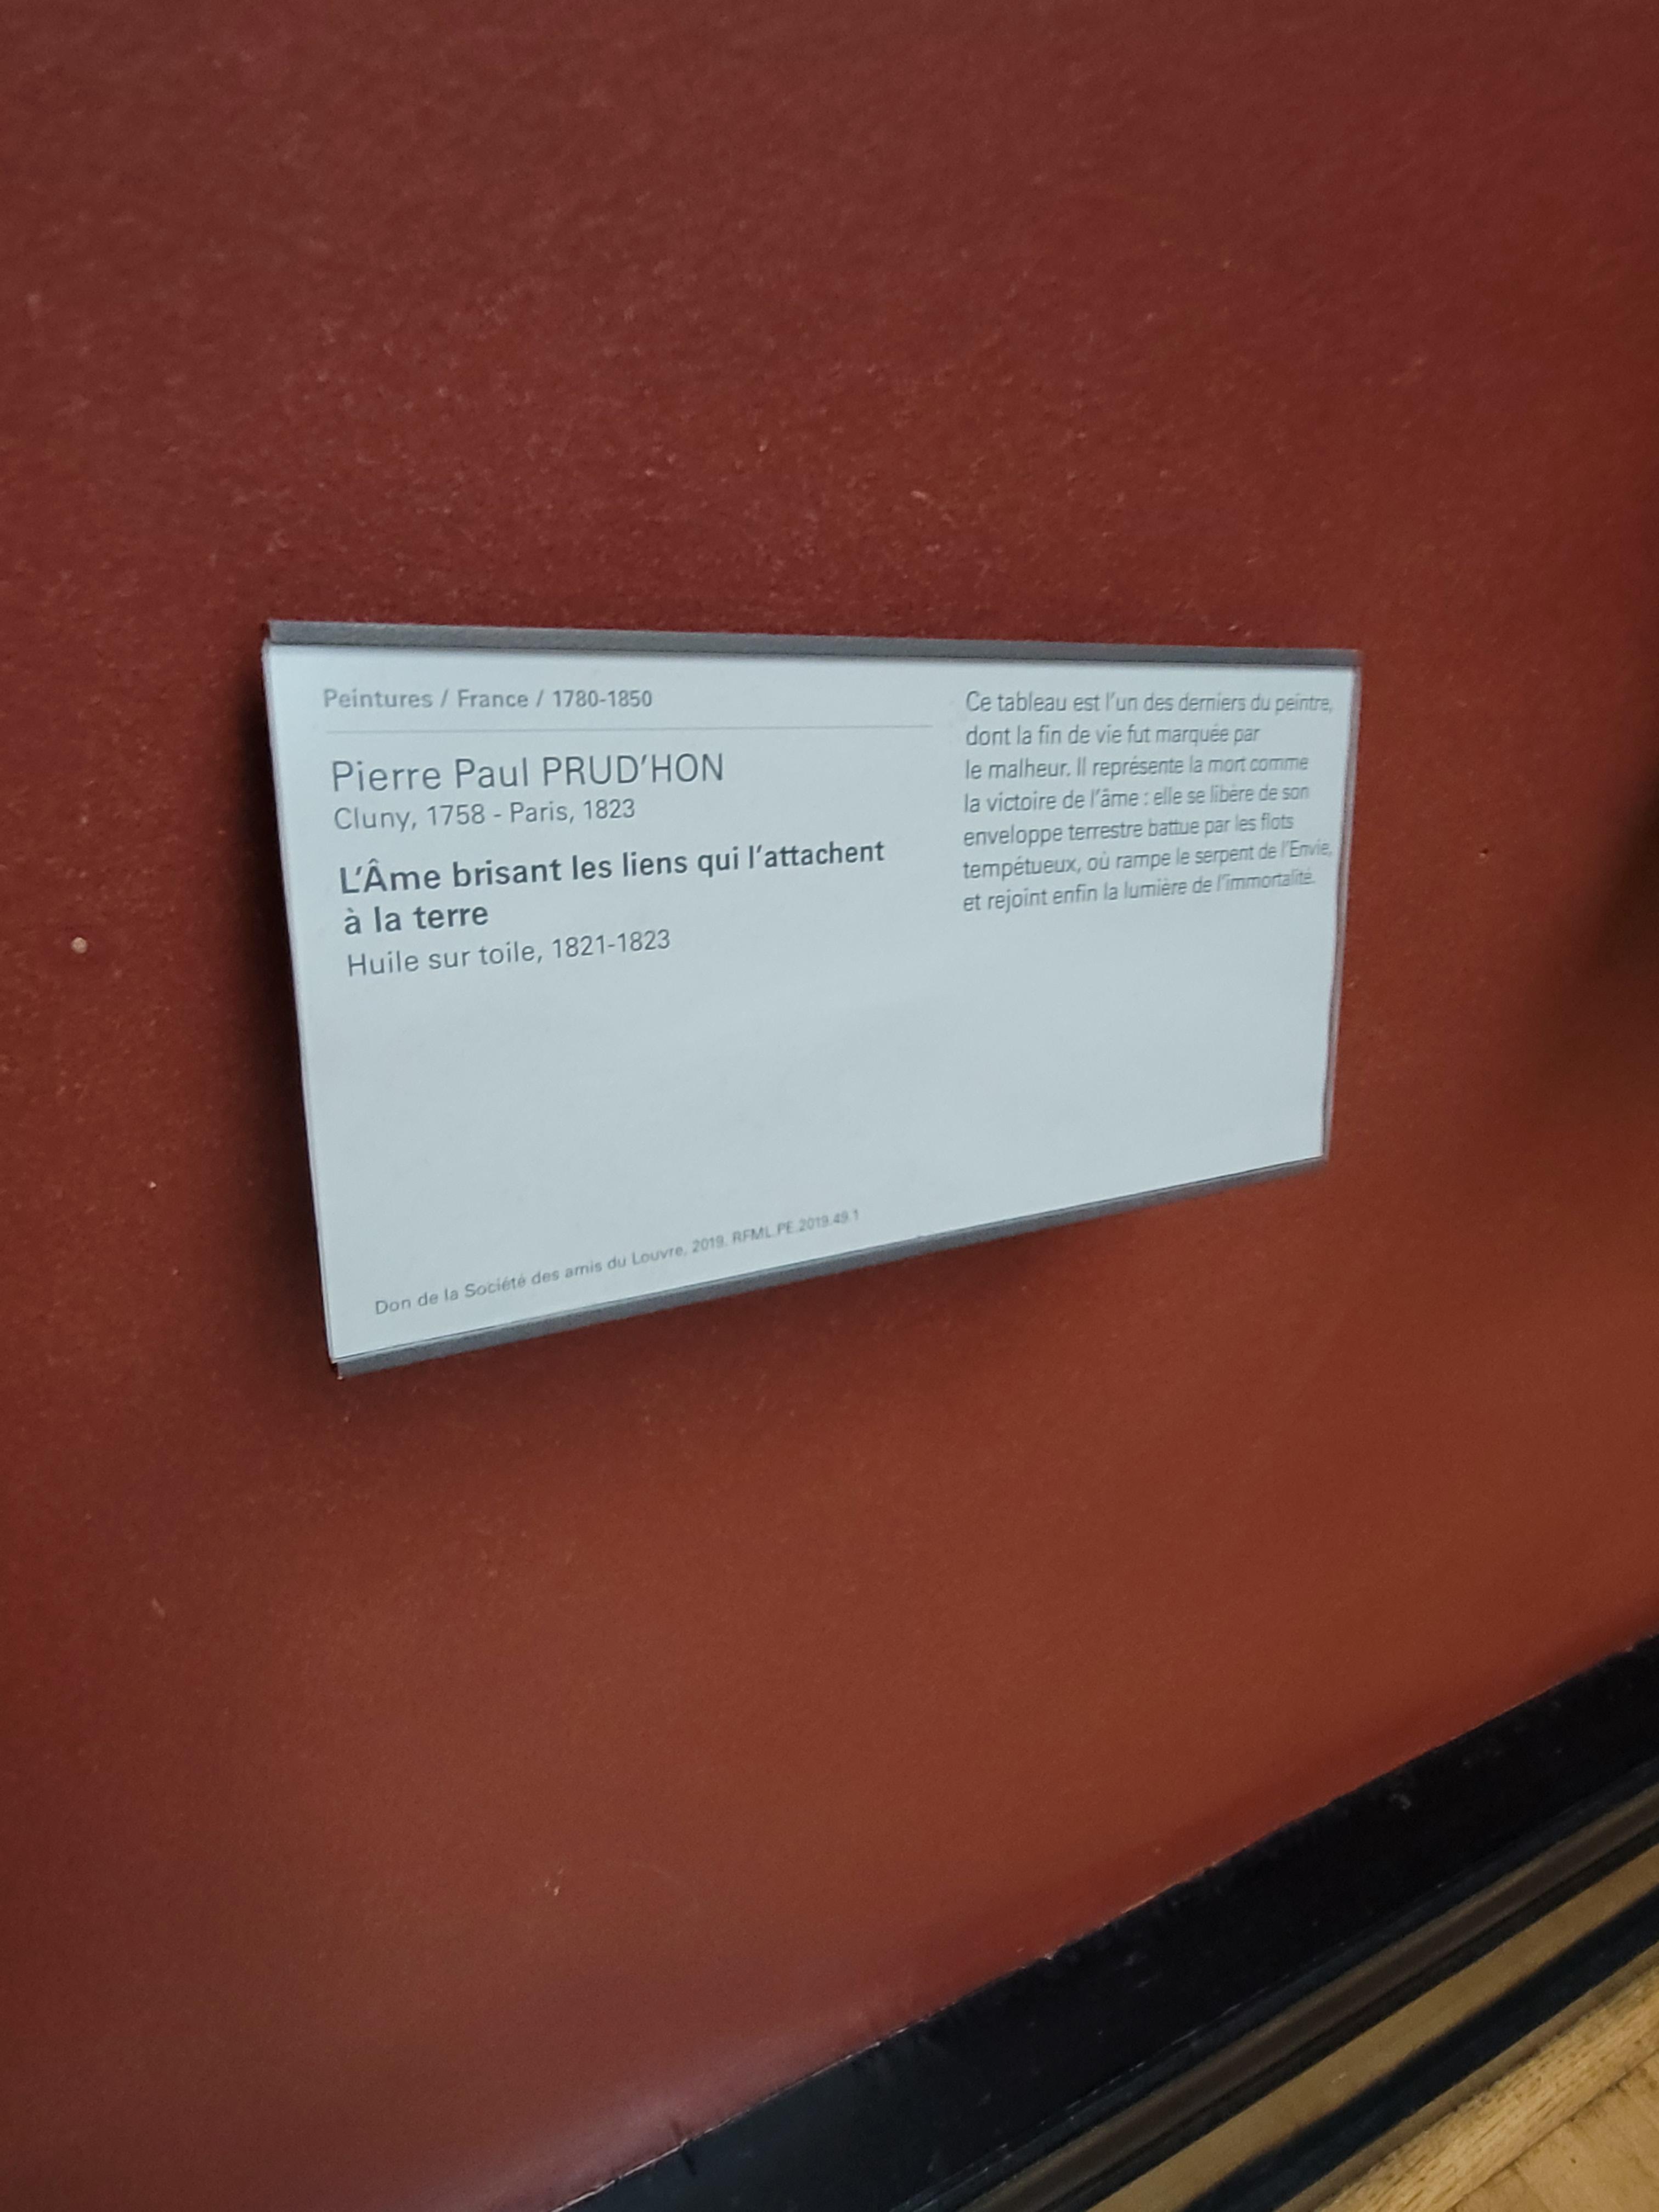 Peintures / France / 1780-1850
Pierre Paul PRUD'HON
Cluny, 1758 - Paris, 1823
L'Âme brisant les liens qui l'attachent
à la terre
Huile sur toile, 1821-1823
Don de la Société des amis du Louvre, 2019. RFML.PE.2019.49.1
Ce tableau est l'un des derniers du peintre,
dont la fin de vie fut marquée par
le malheur. Il représente la mort comme
la victoire de l'âme : elle se libère de son
enveloppe terrestre battue par les flots
tempétueux, où rampe le serpent de l'Envie,
et rejoint enfin la lumière de l'immortalité.